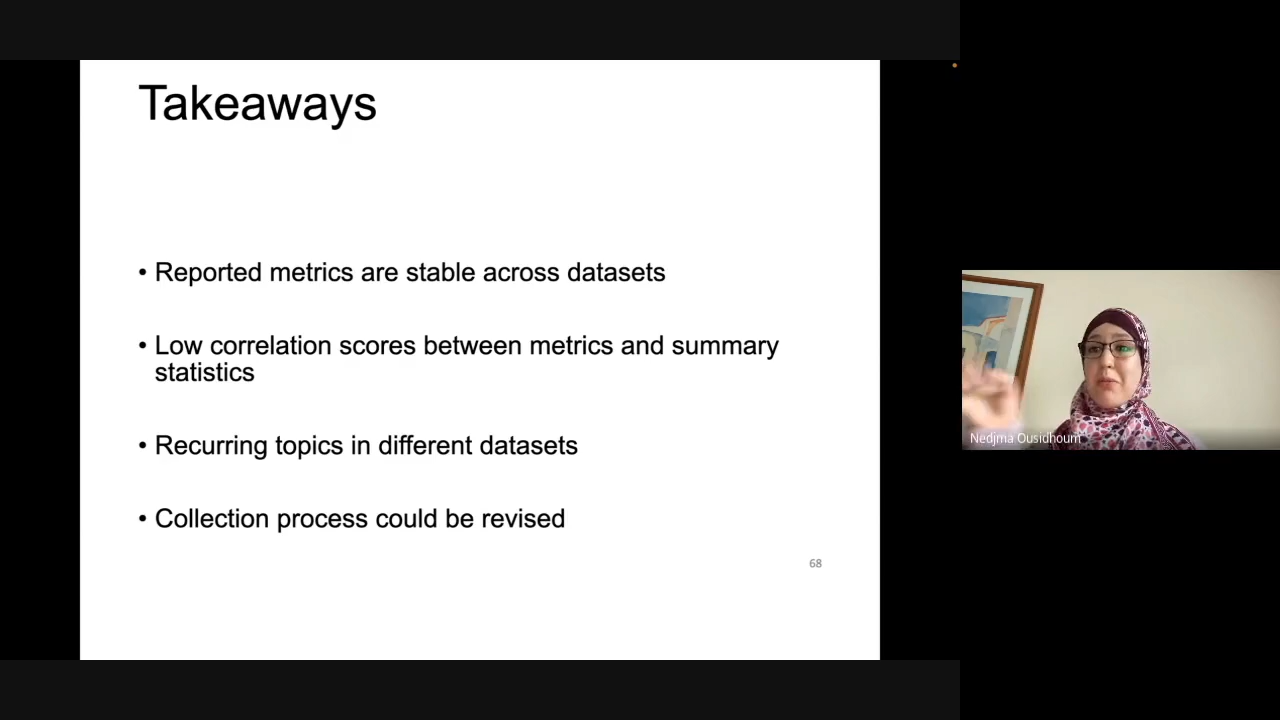 Takeaways
• Reported metrics are stable across datasets
• Low correlation scores between metrics and summary
statistics
• Recurring topics in different datasets
• Collection process could be revised
68
Nedjma Ousidhoum